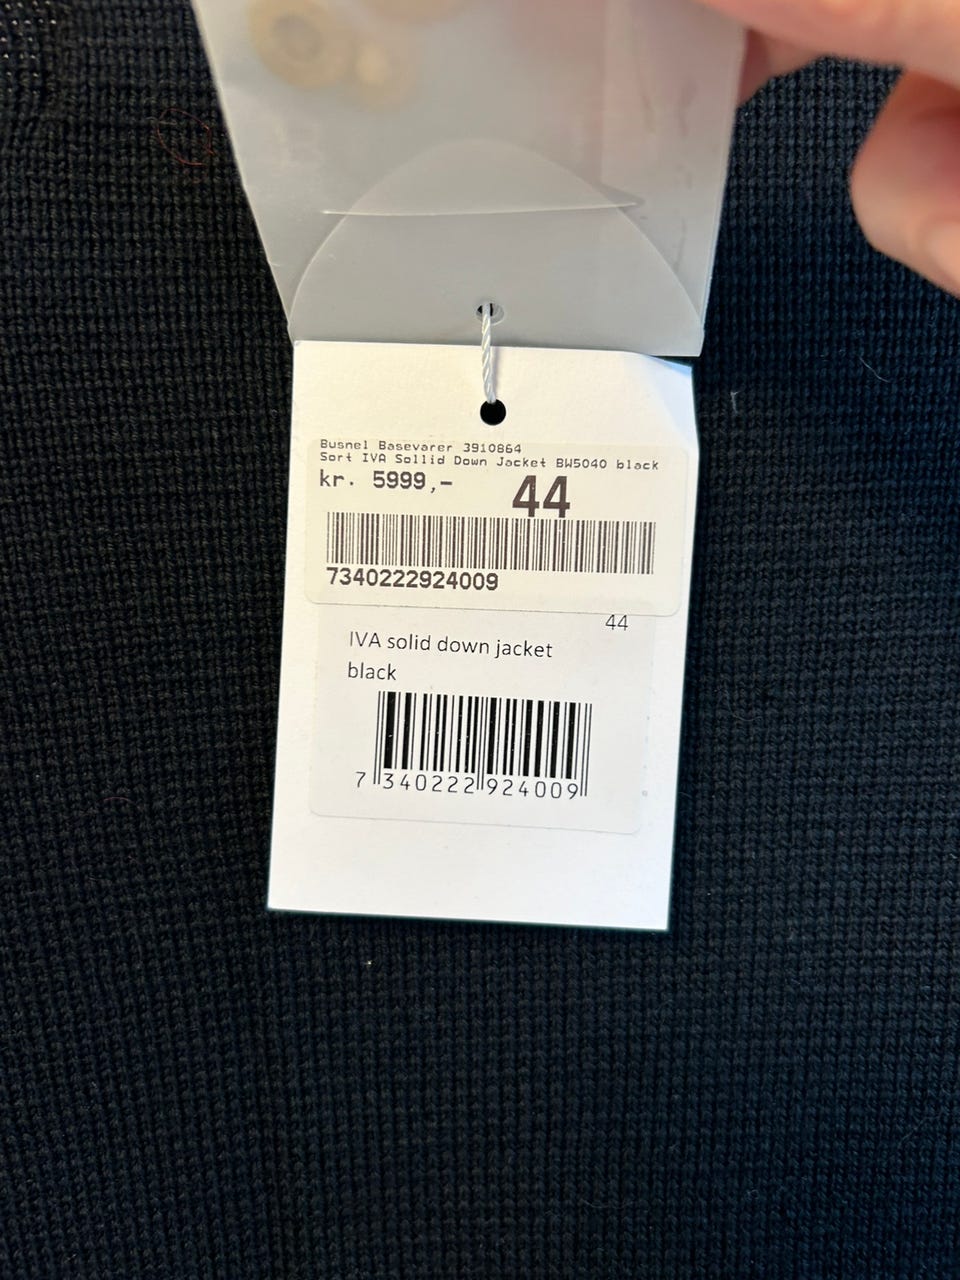 Busnel Basevarer 3910864
Sort IVA Sollid Down Jacket BW5040 black
kr. 5999,- 44
7340222924009
44
IVA solid down jacket
black
7 340222 924009